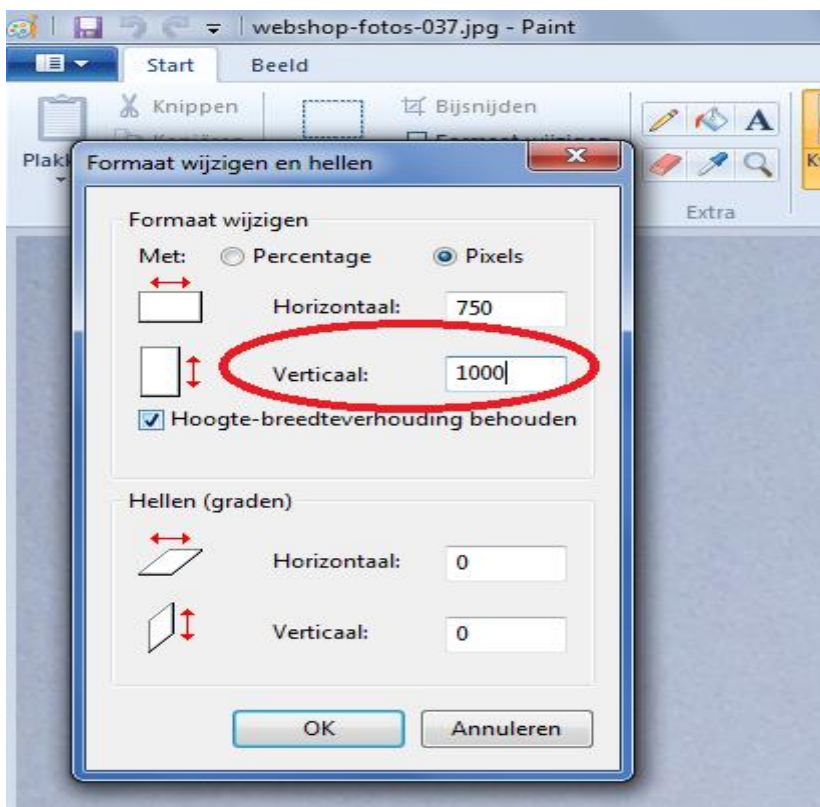 webshop-fotos-037.jpg - Paint
Start Beeld
Knippen
Bijsnijden
A
Formaat wijzigen en hellen
Extra
Formaat wijzigen
Met: Percentage Pixels
Horizontaal: 750
Verticaal: 1000
Hoogte-breedteverhouding behouden
Hellen (graden)
Horizontaal: 0
Verticaal: 0
OK Annuleren